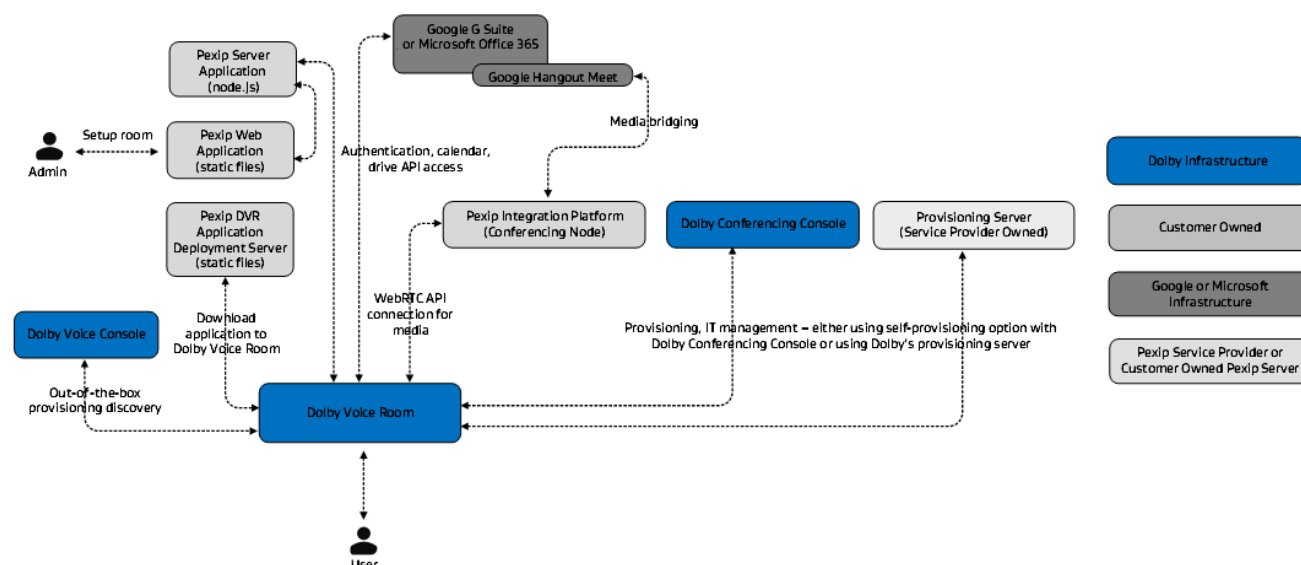 Google G Suite
or Microsoft Office 365
Google Hangout Meet
Pexip Server
Application
(node.js)
Media bridging
Setup room
Pexip Web
Application
(static files)
Admin
Authentication, calendar,
drive API access
Dolby Infrastructure
Pexip DVR
Application
Deployment Server
(static files)
Pexip Integration Platform
(Conferencing Node)
Dolby Conferencing Console
Provisioning Server
(Service Provider Owned)
Customer Owned
Google or Microsoft
Infrastructure
Dolby Voice Console
Download
application to
Dolby Voice Room
WebRTC API
connection for
media
Provisioning, IT management – either using self-provisioning option with
Dolby Conferencing Console or using Dolby's provisioning server
Pexip Service Provider or
Customer Owned Pexip Server
Out-of-the-box
provisioning discovery
Dolby Voice Room
User